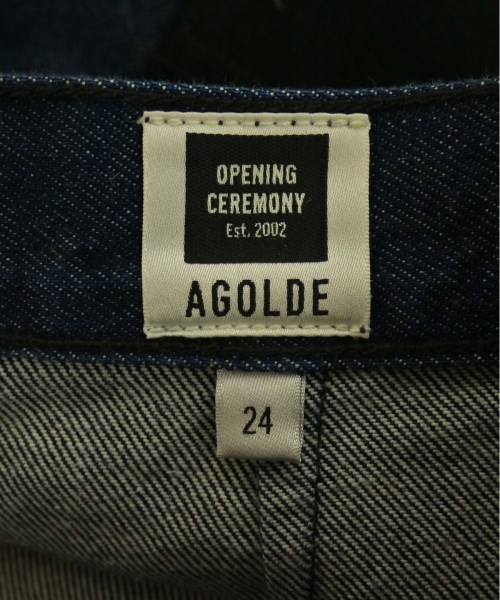 OPENING
CEREMONY
Est. 2002
AGOLDE
24